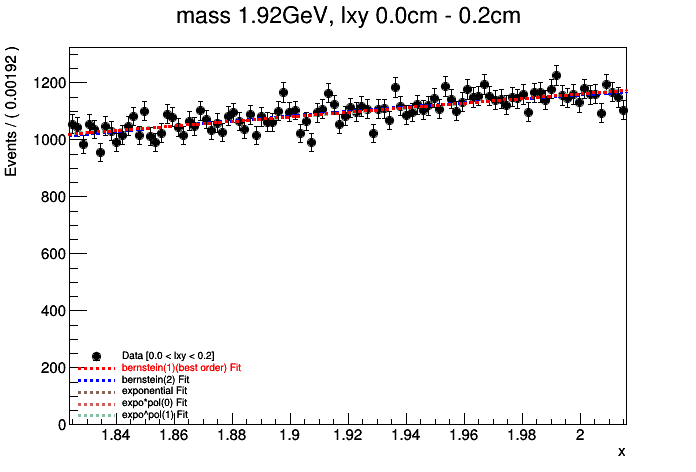 mass 1.92GeV, lxy 0.0cm - 0.2cm
Events / ( 0.00192 )
1200
1000
800
600
400
200
0
Data [0.0 < lxy < 0.2]
bernstein(1)(best order) Fit
bernstein(2) Fit
exponential Fit
expo*pol(0) Fit
expo*pol(1) Fit
1.84 1.86 1.88 1.9 1.92 1.94 1.96 1.98 2
x